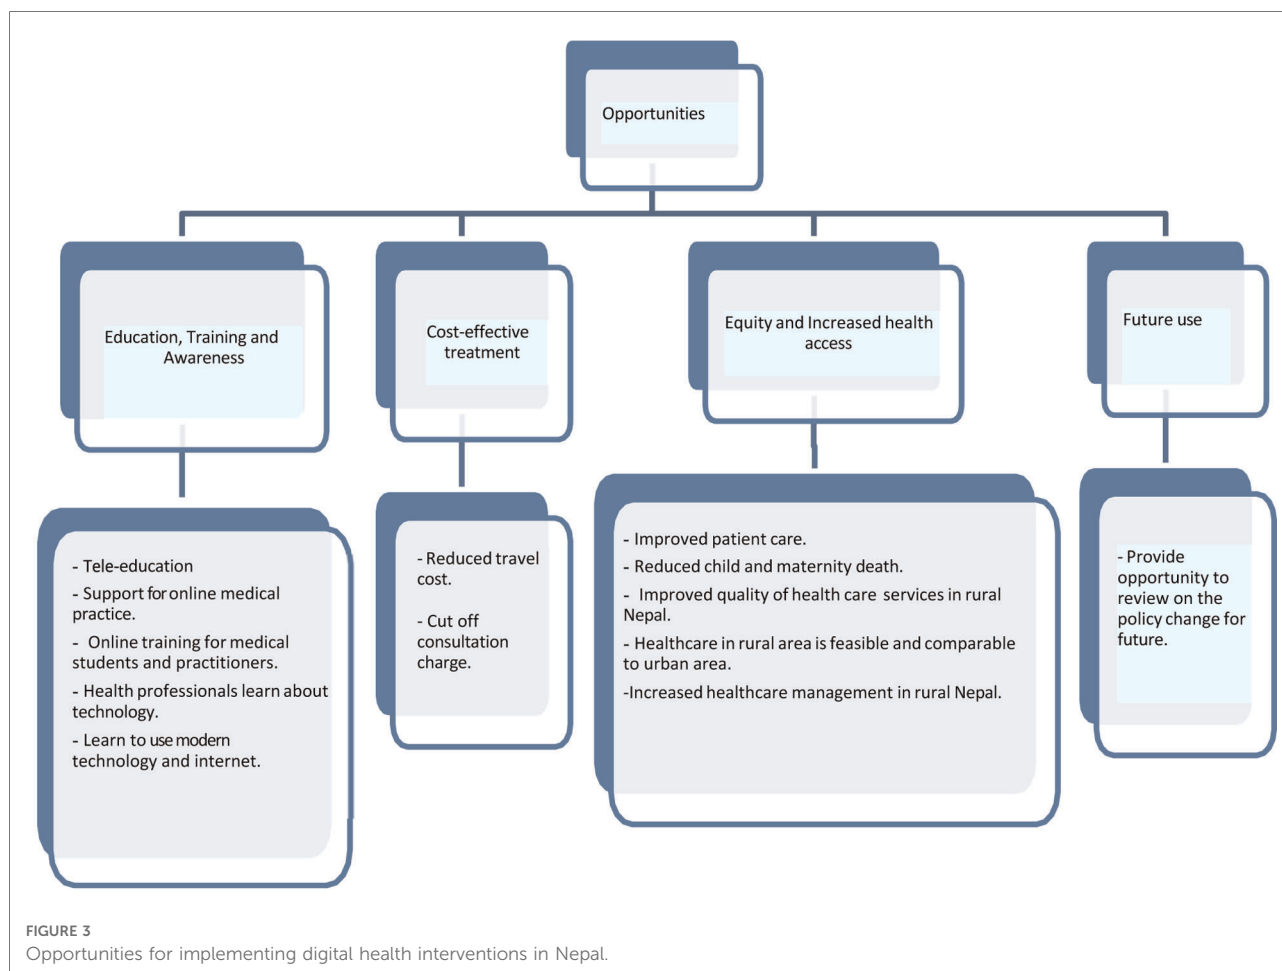 Opportunities
Education, Training and
Awareness
Cost-effective
treatment
Equity and Increased health
access
Future use
- Tele-education
- Support for online medical
practice.
- Online training for medical
students and practitioners.
- Health professionals learn about
technology.
- Learn to use modern
technology and internet.
- Reduced travel
cost.
- Cut off
consultation
charge.
- Improved patient care.
- Reduced child and maternity death.
- Improved quality of health care services in rural
Nepal.
- Healthcare in rural area is feasible and comparable
to urban area.
-Increased healthcare management in rural Nepal.
- Provide
opportunity to
review on the
policy change for
future.
FIGURE 3
Opportunities for implementing digital health interventions in Nepal.